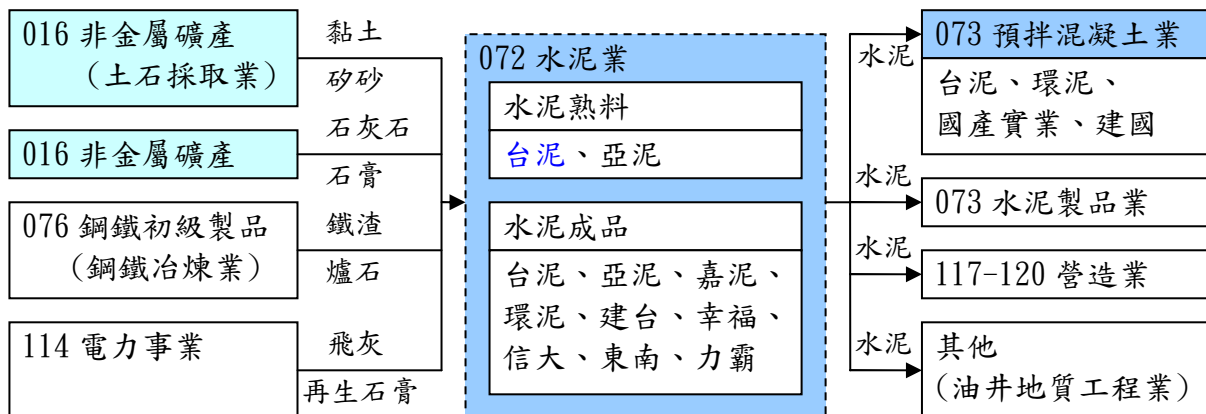 016 非金屬礦產
(土石採取業)
黏土
矽砂
016 非金屬礦產
石灰石
石膏
076 鋼鐵初級製品
(鋼鐵冶煉業)
鐵渣
爐石
114 電力事業
飛灰
再生石膏
072 水泥業
水泥熟料
台泥、亞泥
水泥成品
台泥、亞泥、嘉泥、
環泥、建台、幸福、
信大、東南、力霸
水泥
073 預拌混凝土業
台泥、環泥、
國產實業、建國
水泥
073 水泥製品業
水泥
117-120 營造業
水泥
其他
(油井地質工程業)